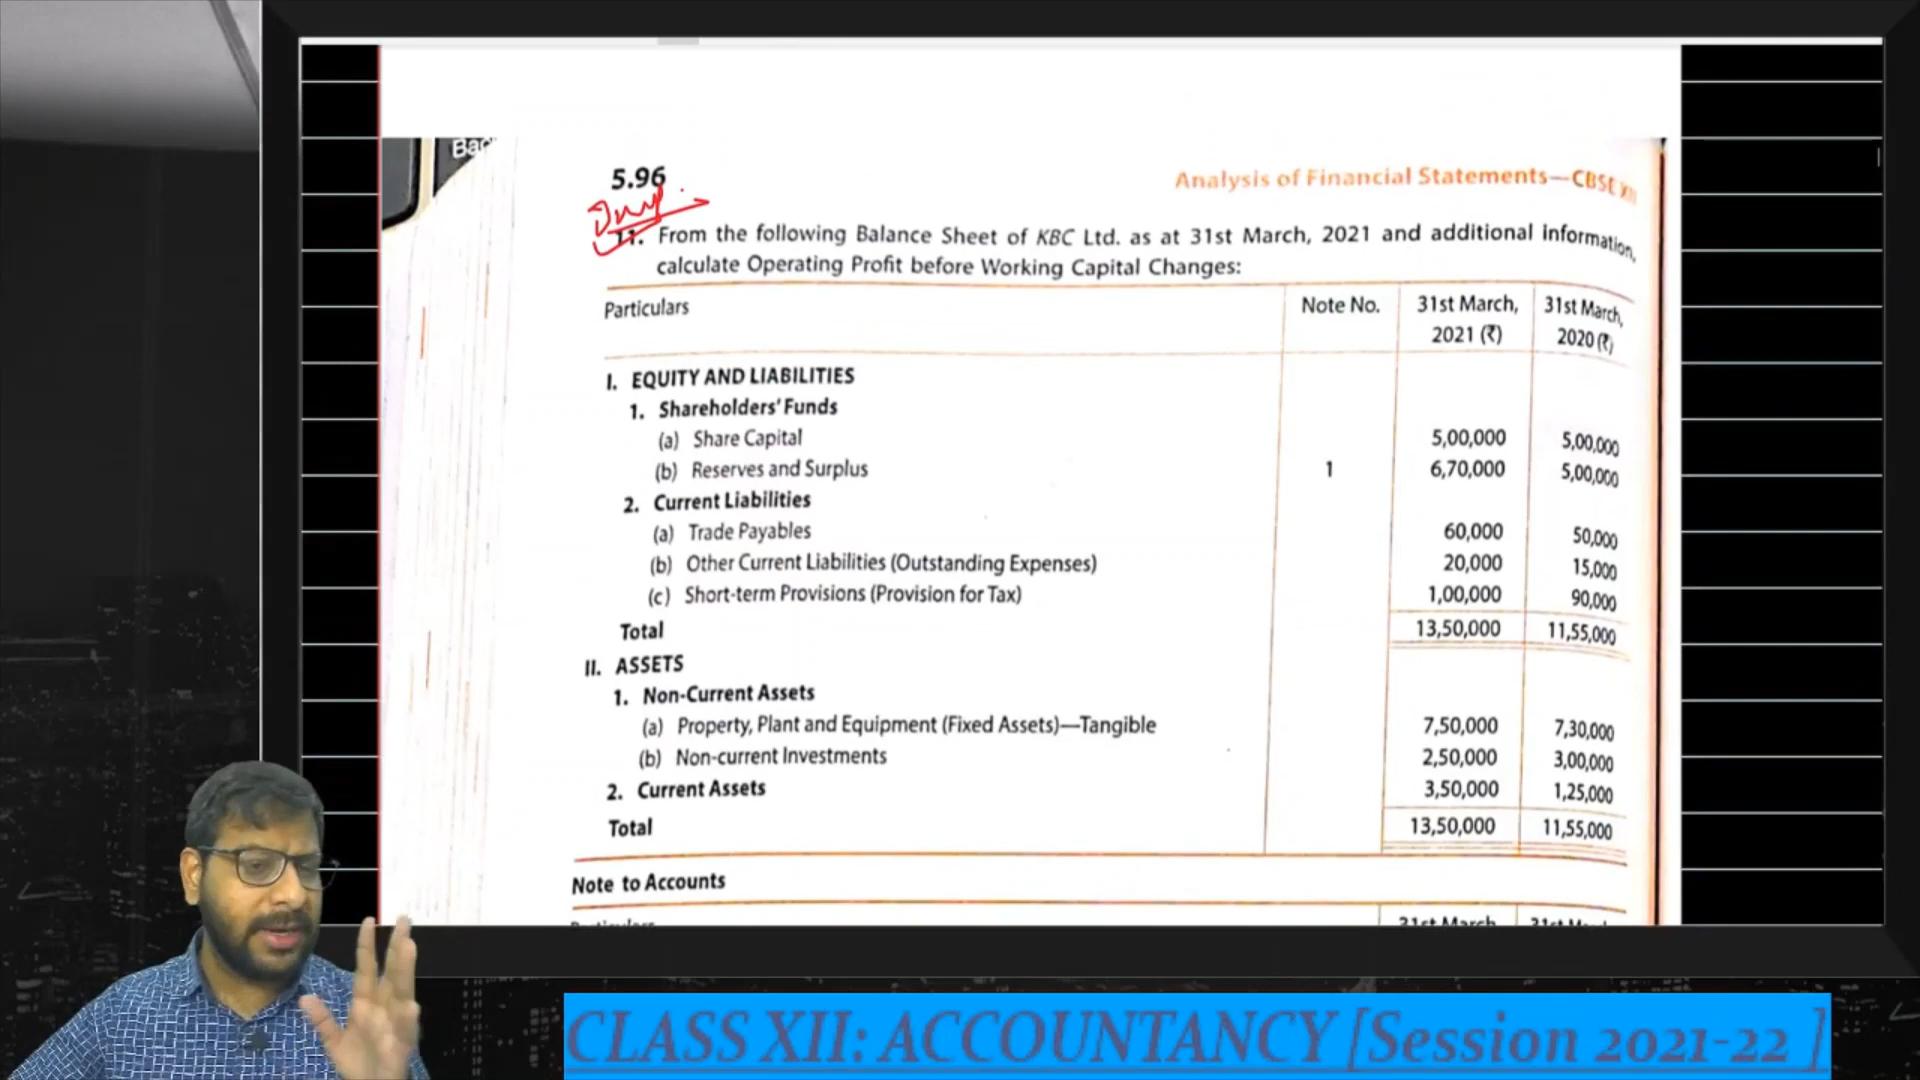 Bac
5.96
Analysis of Financial Statements—CBSE XII
Imp
11. From the following Balance Sheet of KBC Ltd. as at 31st March, 2021 and additional information,
calculate Operating Profit before Working Capital Changes:
Particulars Note No. 31st March, 2021 (₹) 31st March, 2020 (₹)
I. EQUITY AND LIABILITIES
1. Shareholders' Funds
(a) Share Capital 5,00,000 5,00,000
(b) Reserves and Surplus 1 6,70,000 5,00,000
2. Current Liabilities
(a) Trade Payables 60,000 50,000
(b) Other Current Liabilities (Outstanding Expenses) 20,000 15,000
(c) Short-term Provisions (Provision for Tax) 1,00,000 90,000
Total 13,50,000 11,55,000
II. ASSETS
1. Non-Current Assets
(a) Property, Plant and Equipment (Fixed Assets)—Tangible 7,50,000 7,30,000
(b) Non-current Investments 2,50,000 3,00,000
2. Current Assets 3,50,000 1,25,000
Total 13,50,000 11,55,000
Note to Accounts
Particulars 31st March 31st
CLASS XII: ACCOUNTANCY [Session 2021-22 ]